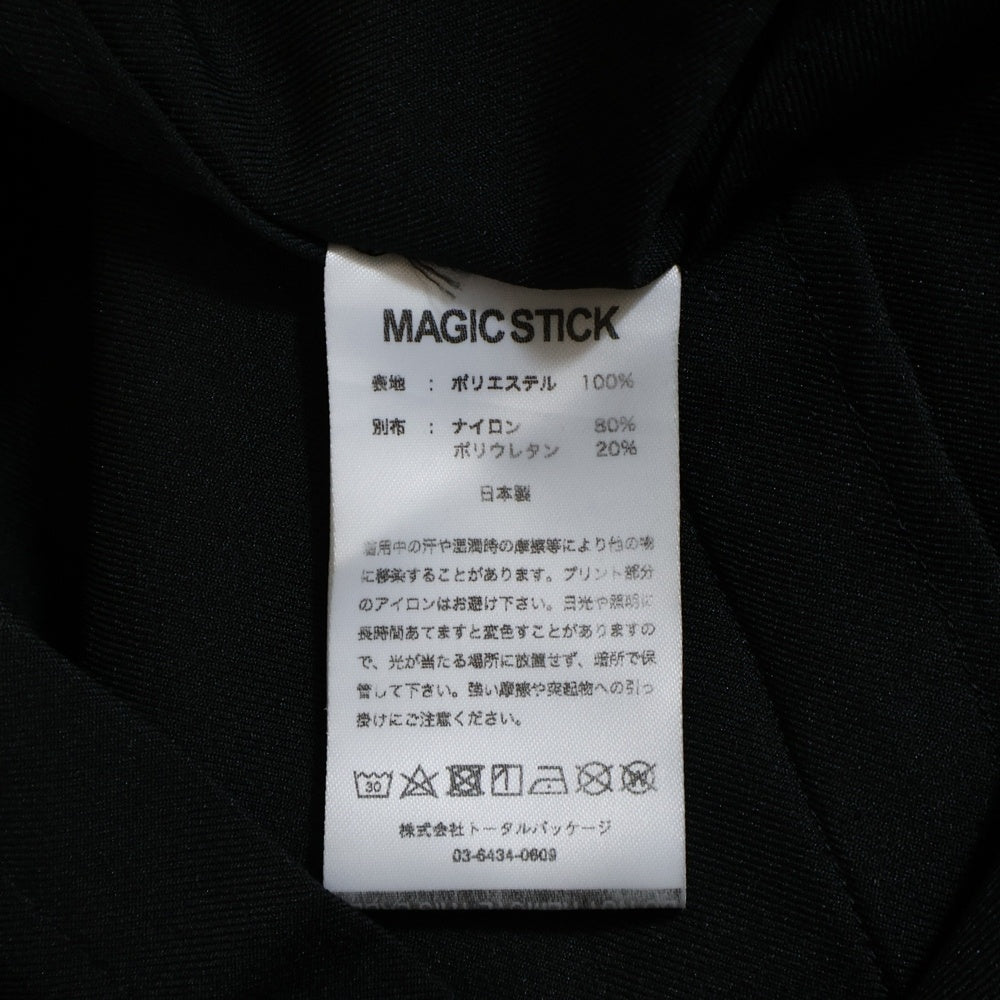 MAGIC STICK
表地 : ポリエステル 100%
別布 : ナイロン 80%
ポリウレタン 20%
日本製
着用中の汗や湿潤時の摩擦等により他の物
に移染することがあります。プリント部分
のアイロンはお避け下さい。日光や照明に
長時間あてますと変色すことがありますの
で、光が当たる場所に放置せず、暗所で保
管して下さい。強い摩擦や突起物への引っ
掛けにご注意ください。
30
W
株式会社トータルパッケージ
03-6434-0609